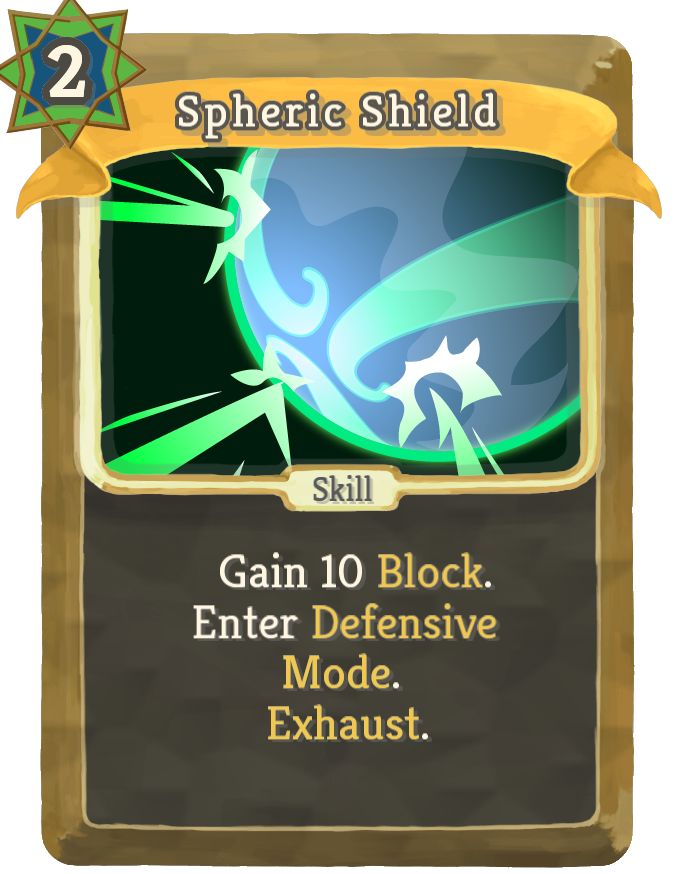 2
Spheric Shield
Skill
Gain 10 Block.
Enter Defensive
Mode.
Exhaust.